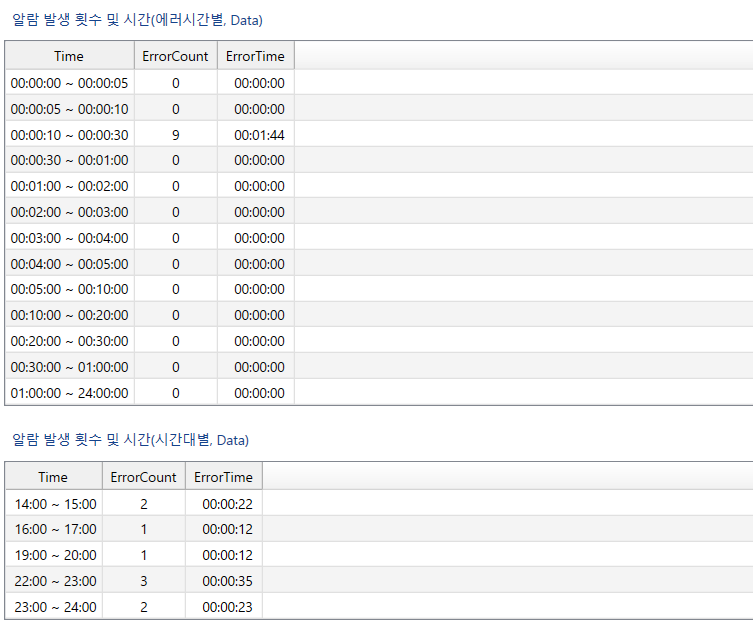 알람 발생 횟수 및 시간(에러시간별, Data)
Time ErrorCount ErrorTime
00:00:00 ~ 00:00:05 0 00:00:00
00:00:05 ~ 00:00:10 0 00:00:00
00:00:10 ~ 00:00:30 9 00:01:44
00:00:30 ~ 00:01:00 0 00:00:00
00:01:00 ~ 00:02:00 0 00:00:00
00:02:00 ~ 00:03:00 0 00:00:00
00:03:00 ~ 00:04:00 0 00:00:00
00:04:00 ~ 00:05:00 0 00:00:00
00:05:00 ~ 00:10:00 0 00:00:00
00:10:00 ~ 00:20:00 0 00:00:00
00:20:00 ~ 00:30:00 0 00:00:00
00:30:00 ~ 01:00:00 0 00:00:00
01:00:00 ~ 24:00:00 0 00:00:00
알람 발생 횟수 및 시간(시간대별, Data)
Time ErrorCount ErrorTime
14:00 ~ 15:00 2 00:00:22
16:00 ~ 17:00 1 00:00:12
19:00 ~ 20:00 1 00:00:12
22:00 ~ 23:00 3 00:00:35
23:00 ~ 24:00 2 00:00:23